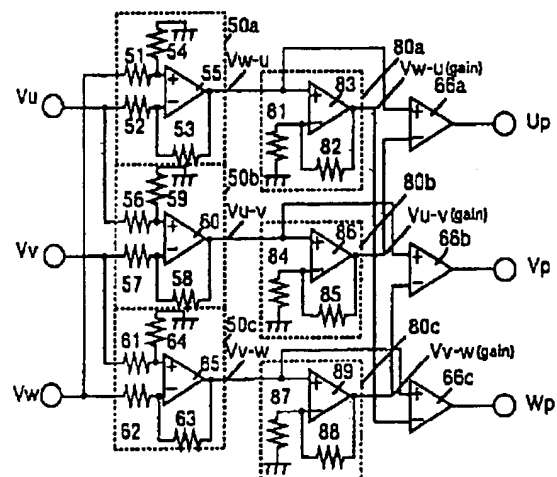 50a
54
51
55
Vw-u
80a
Vw-u(gain)
66a
Vu
52
53
81
83
82
Up
50b
59
56
60
Vu-v
80b
Vu-v(gain)
66b
Vv
57
58
84
86
85
Vp
50c
64
61
65
Vv-w
80c
Vv-w(gain)
66c
Vw
62
63
87
89
88
Wp
+
-
+
-
+
-
+
-
+
-
+
-
+
-
+
-
+
-